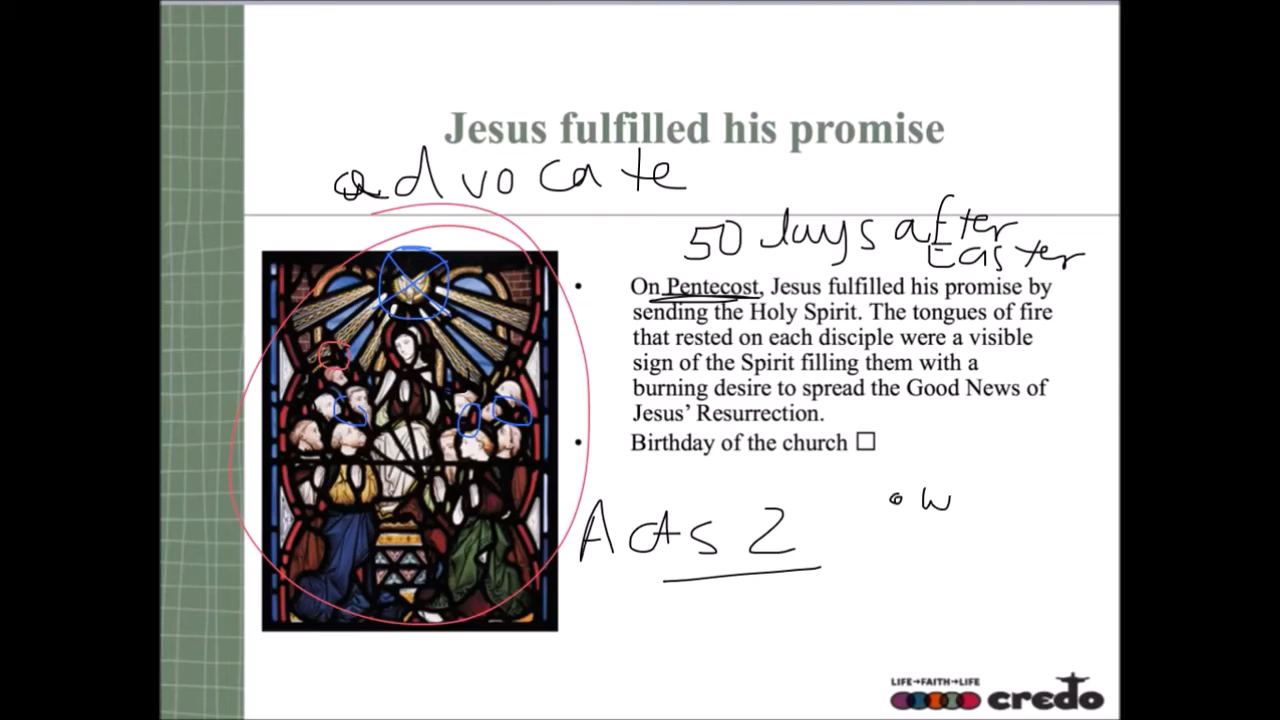 Jesus fulfilled his promise
advocate
50 days after
Easter
• On Pentecost, Jesus fulfilled his promise by
sending the Holy Spirit. The tongues of fire
that rested on each disciple were a visible
sign of the Spirit filling them with a
burning desire to spread the Good News of
Jesus’ Resurrection.
• Birthday of the church ☐
• w
Acts 2
LIFE→FAITH→LIFE
credo